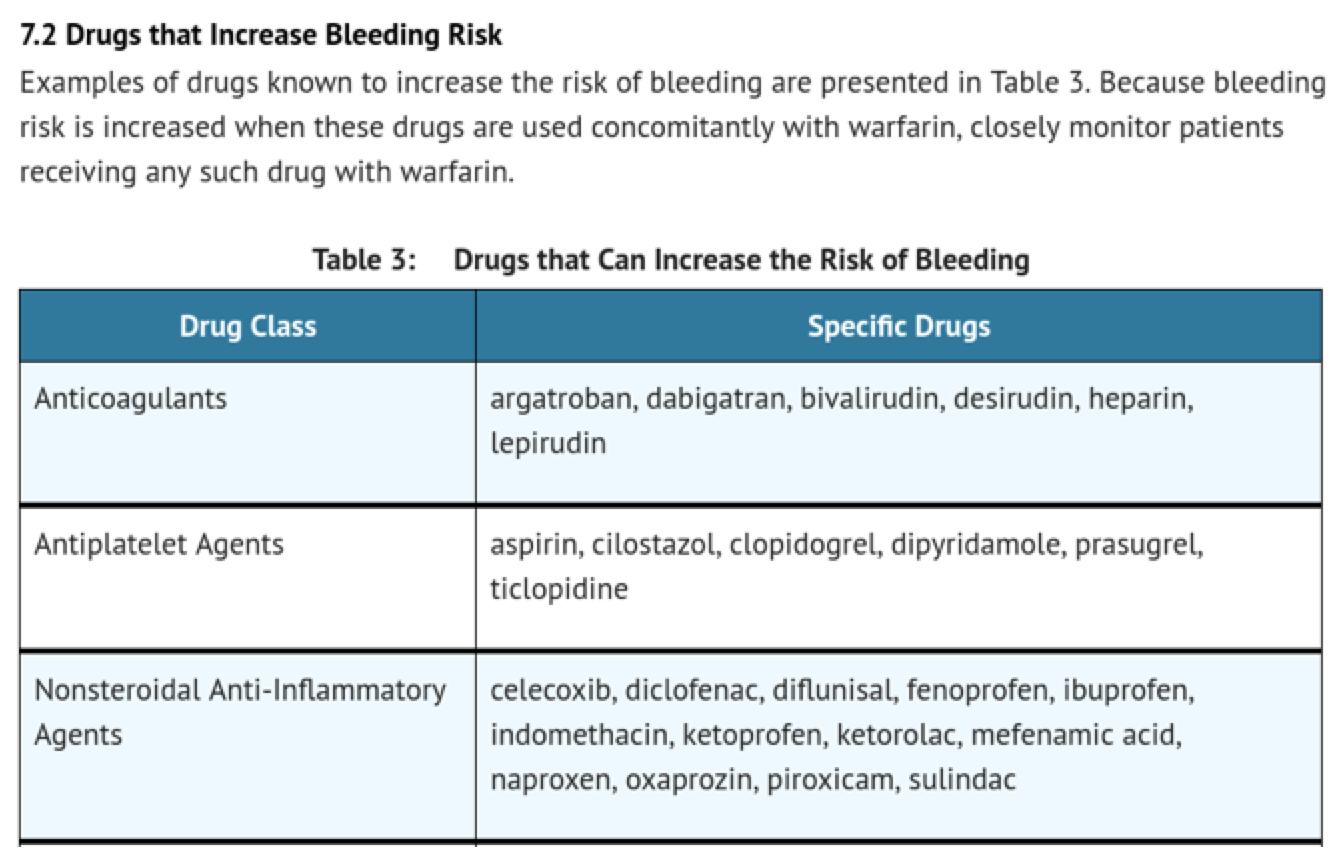 7.2 Drugs that Increase Bleeding Risk
Examples of drugs known to increase the risk of bleeding are presented in Table 3. Because bleeding
risk is increased when these drugs are used concomitantly with warfarin, closely monitor patients
receiving any such drug with warfarin.
Table 3: Drugs that Can Increase the Risk of Bleeding
Drug Class Specific Drugs
Anticoagulants argatroban, dabigatran, bivalirudin, desirudin, heparin,
lepirudin
Antiplatelet Agents aspirin, cilostazol, clopidogrel, dipyridamole, prasugrel,
ticlopidine
Nonsteroidal Anti-Inflammatory celecoxib, diclofenac, diflunisal, fenoprofen, ibuprofen,
Agents indomethacin, ketoprofen, ketorolac, mefenamic acid,
naproxen, oxaprozin, piroxicam, sulindac